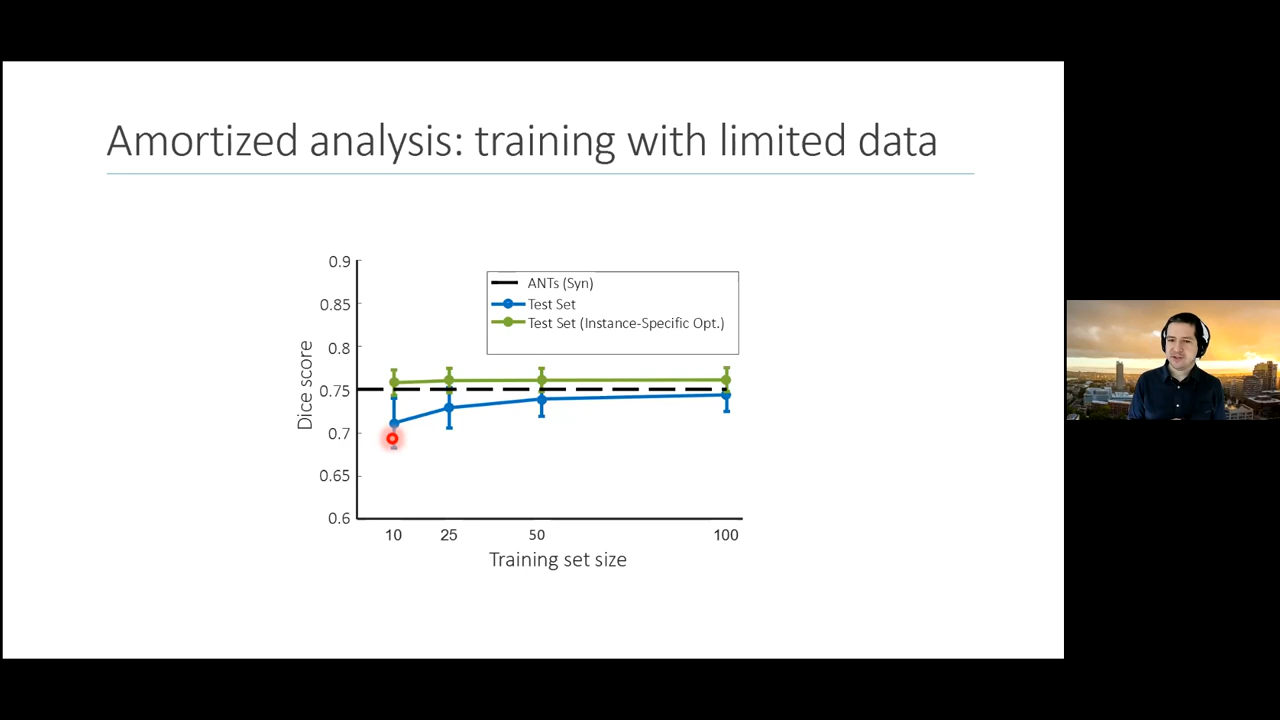 Amortized analysis: training with limited data
ANTs (Syn)
Test Set
Test Set (Instance-Specific Opt.)
Dice score
0.9
0.85
0.8
0.75
0.7
0.65
0.6
10 25 50 100
Training set size